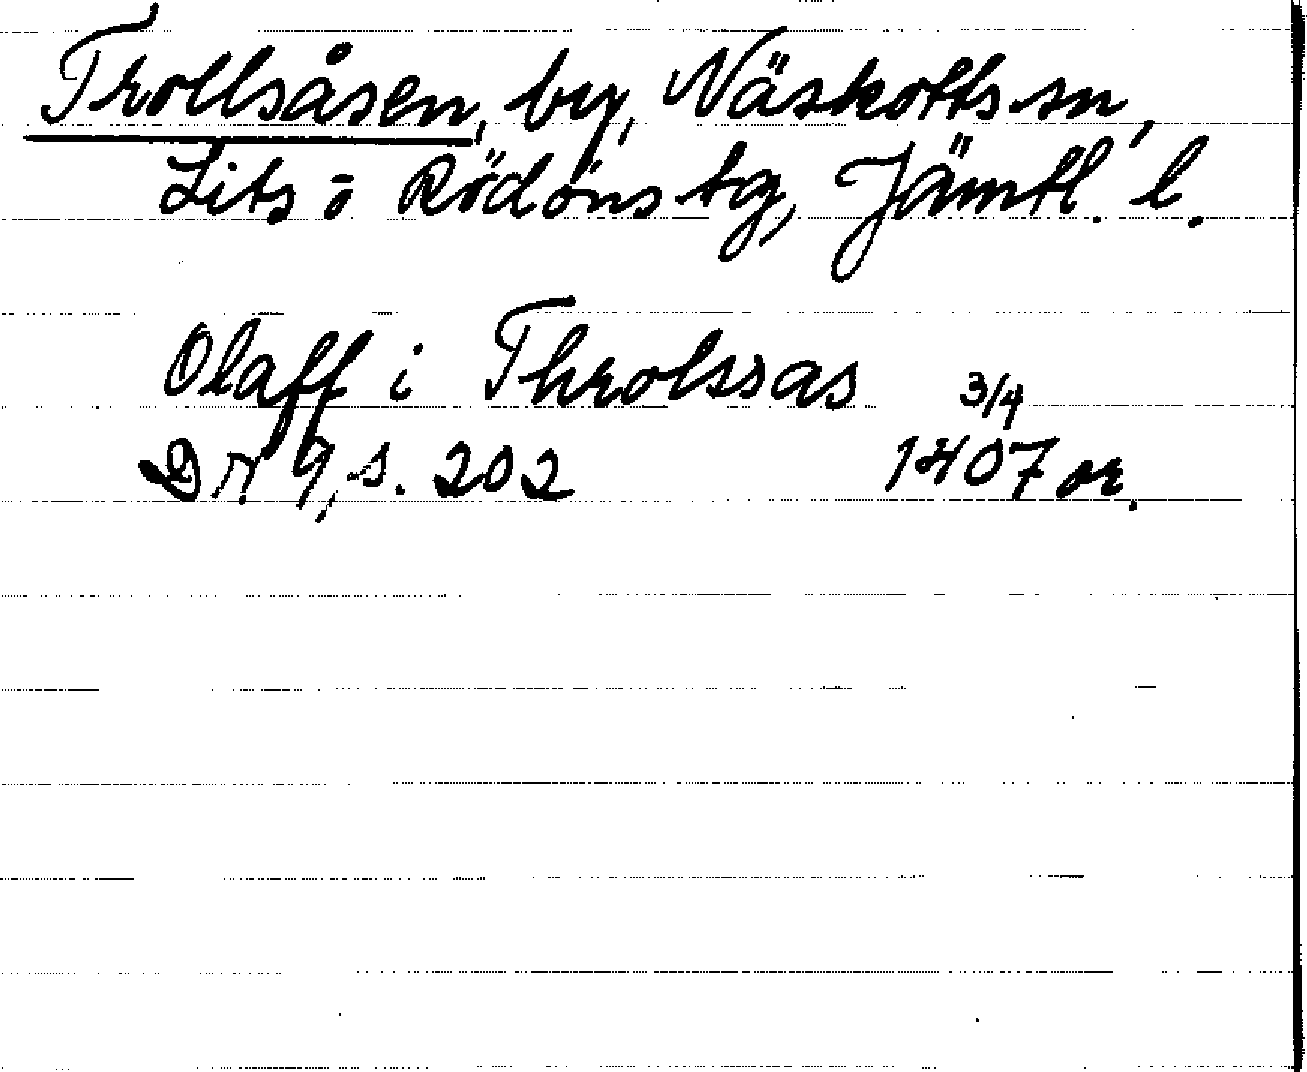 Trollsåsen, by, Näskotts sn,
Lits o Rödöns tg, Jämtl. l.
Olaff i Throlssas 3/4
DN 9, s. 202 1407 or.